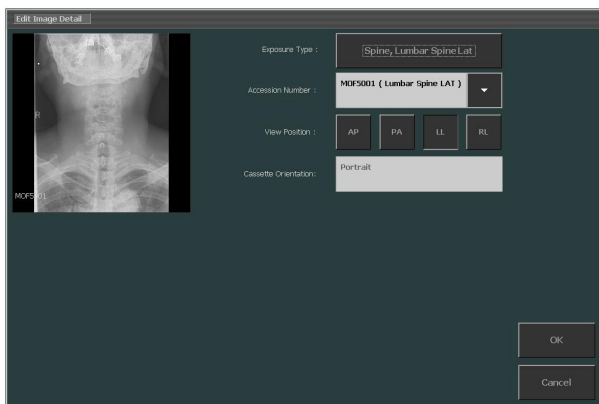 Edit Image Detail
Exposure Type :
Spine, Lumbar Spine Lat
Accession Number :
MOF5001 ( Lumbar Spine LAT )
R
View Position :
AP
PA
LL
RL
Cassette Orientation:
Portrait
MOF5001
OK
Cancel